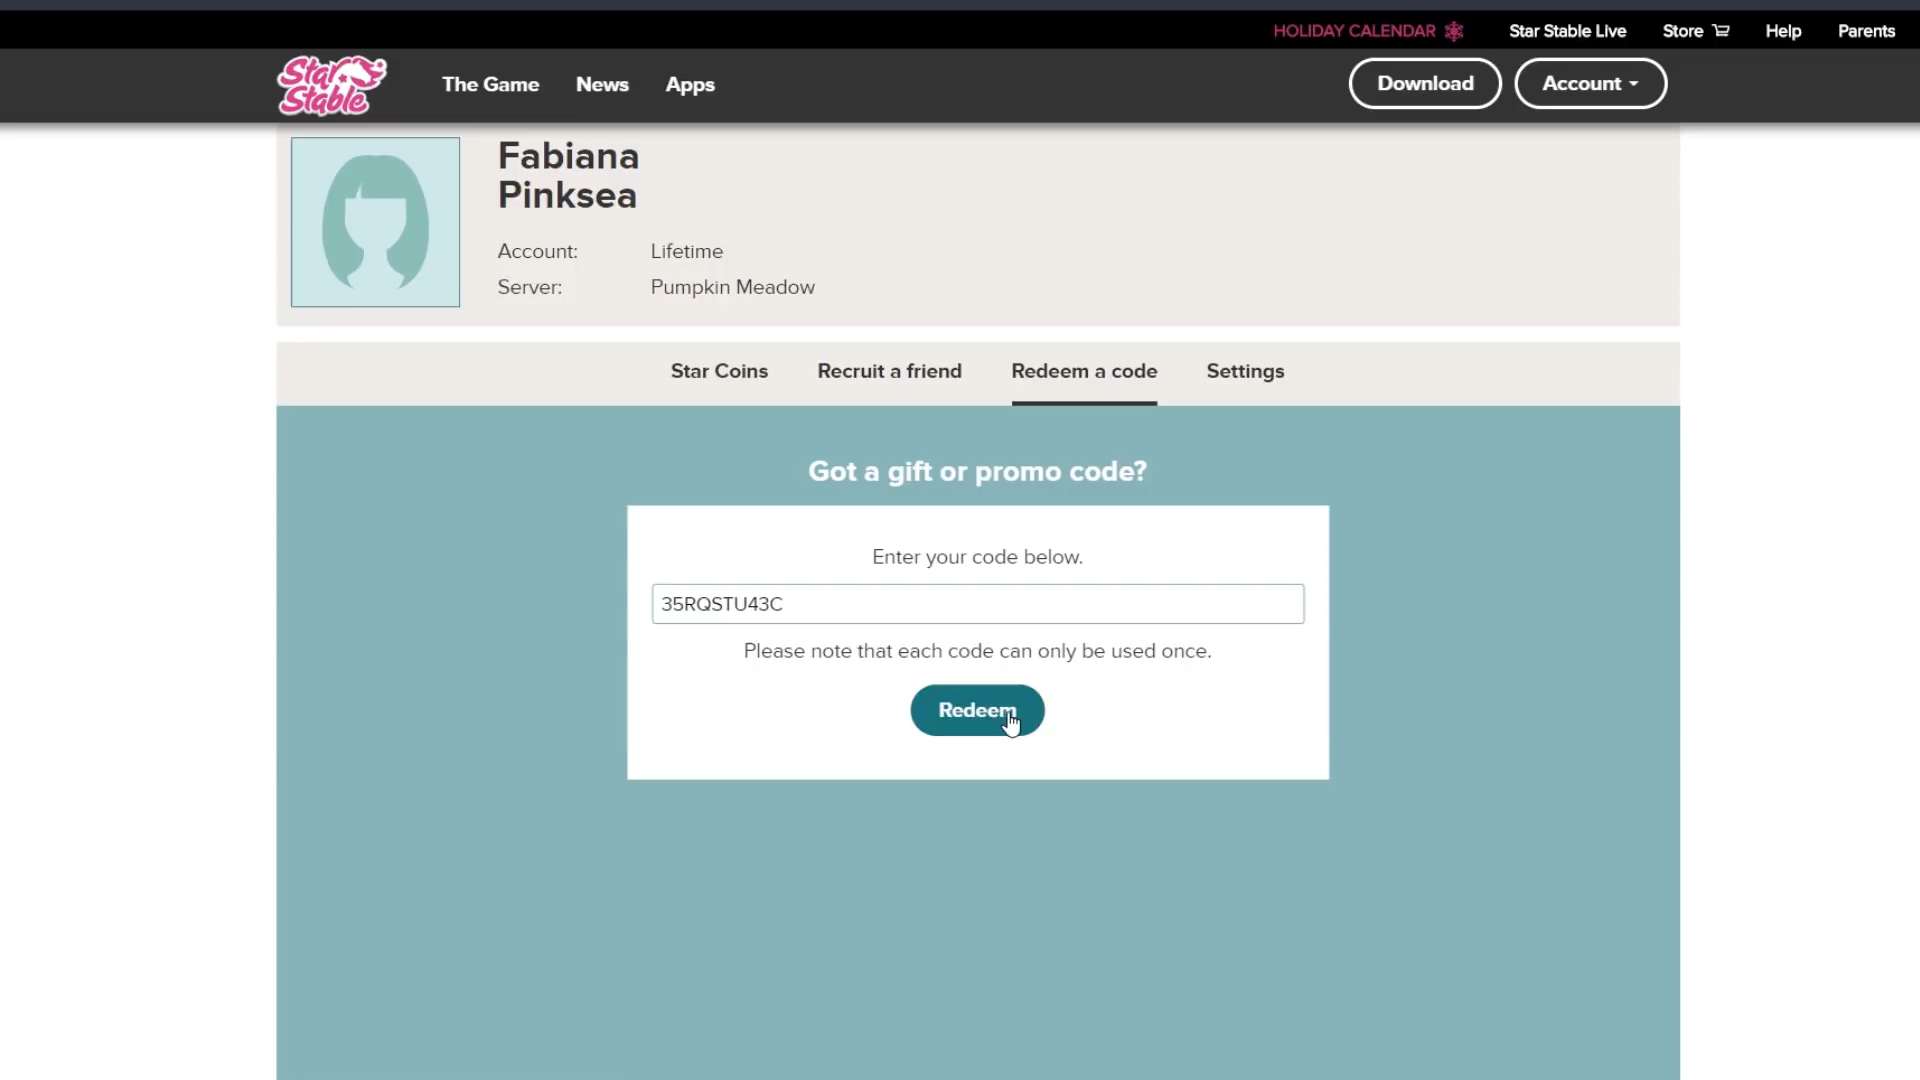 HOLIDAY CALENDAR
Star Stable Live
Store
Help
Parents
Star
Stable
The Game
News
Apps
Download
Account
Fabiana
Pinksea
Account: Lifetime
Server: Pumpkin Meadow
Star Coins
Recruit a friend
Redeem a code
Settings
Got a gift or promo code?
Enter your code below.
35RQSTU43C
Please note that each code can only be used once.
Redeem